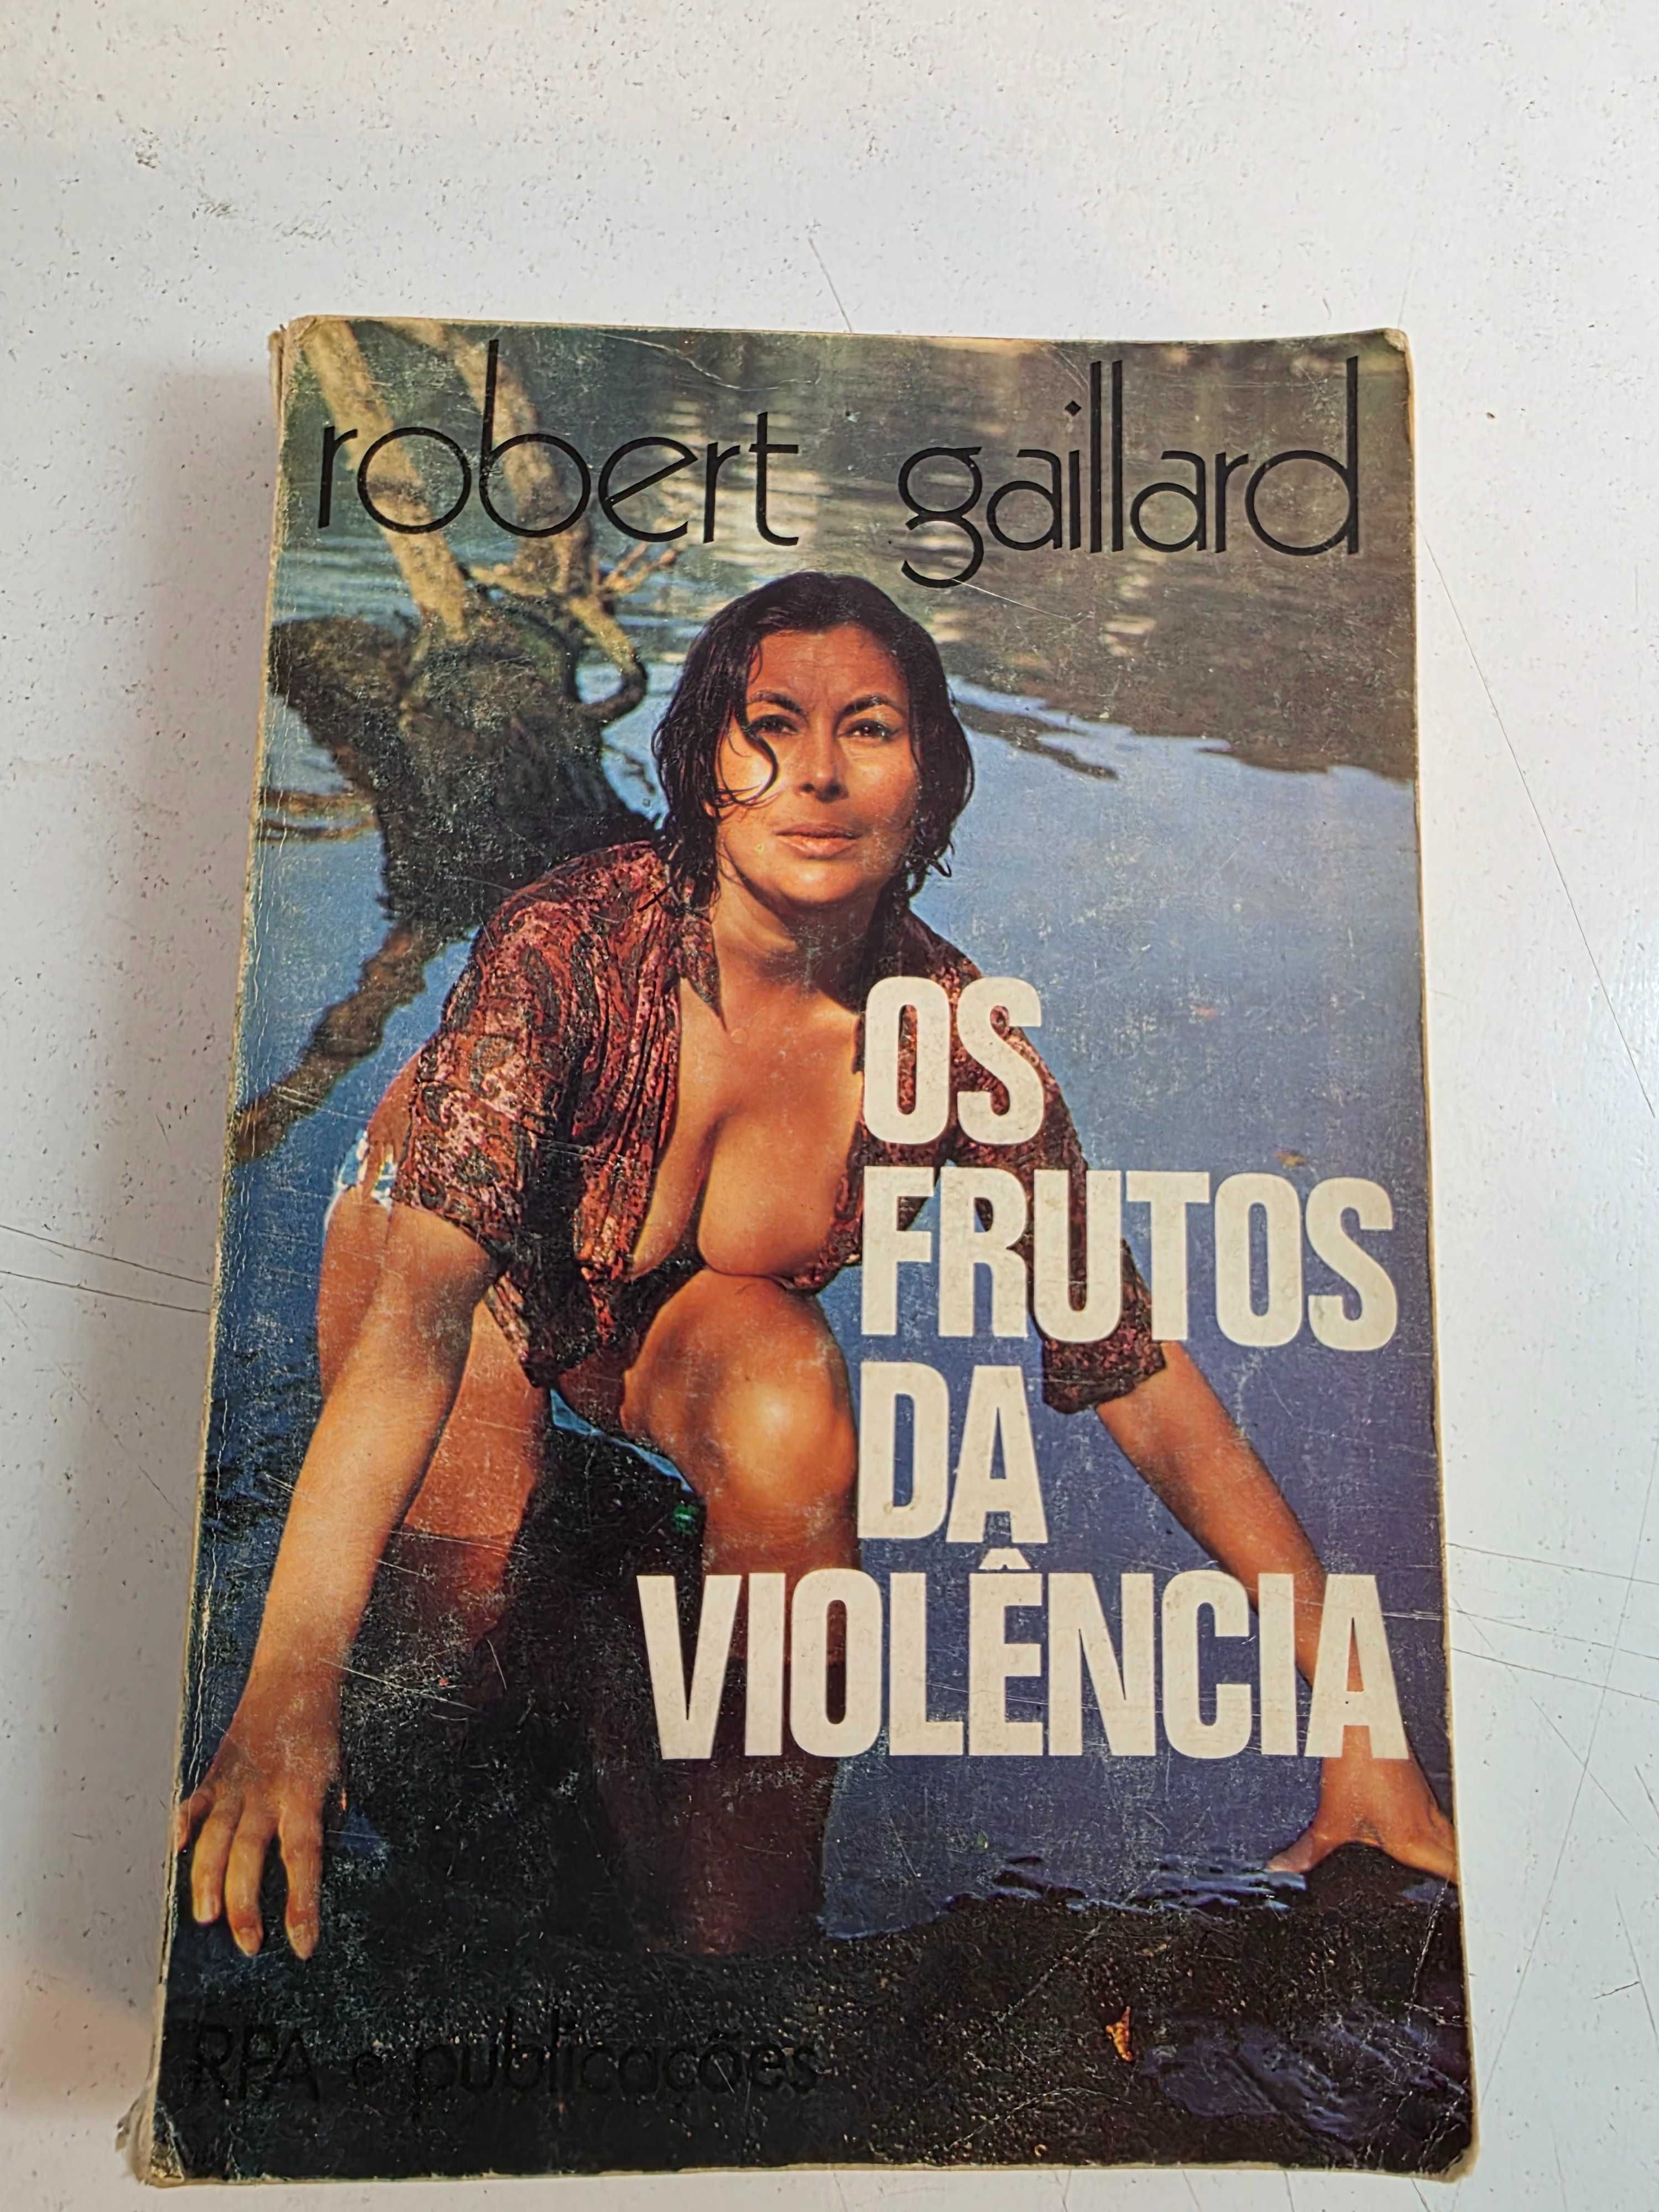 robert gaillard
OS
FRUTOS
DA
VIOLÊNCIA
RPA publicações